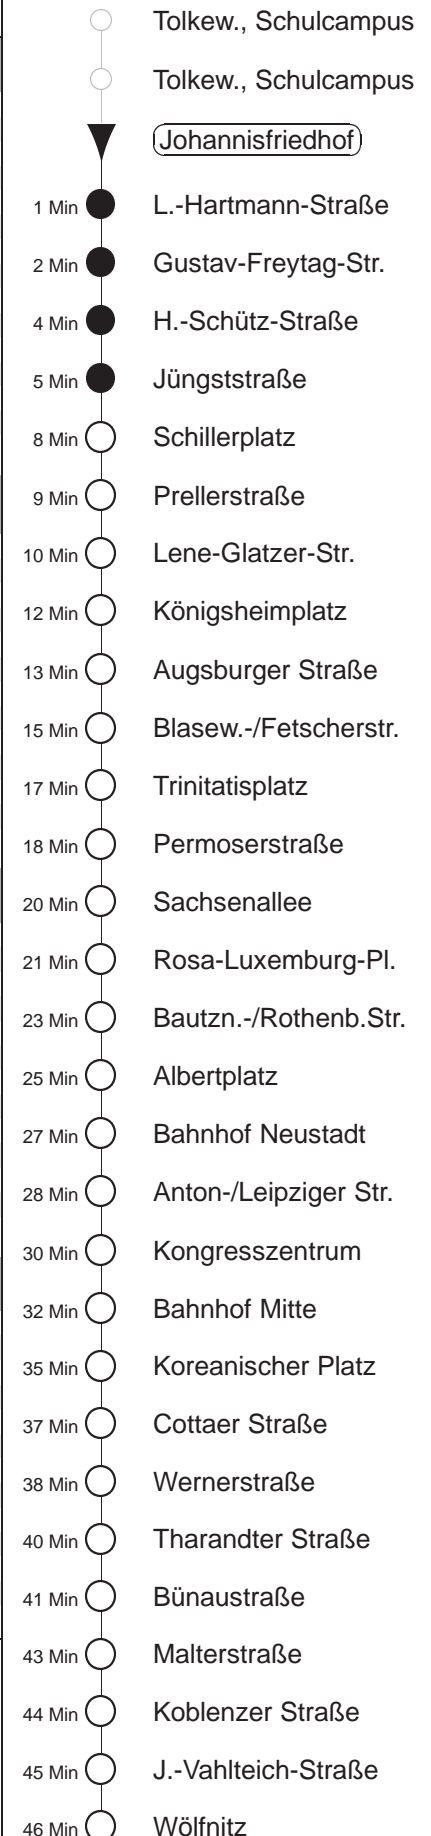 Tolkew., Schulcampus
Tolkew., Schulcampus
Johannisfriedhof
1 Min L.-Hartmann-Straße
2 Min Gustav-Freytag-Str.
4 Min H.-Schütz-Straße
5 Min Jüngststraße
8 Min Schillerplatz
9 Min Prellerstraße
10 Min Lene-Glatzer-Str.
12 Min Königsheimplatz
13 Min Augsburger Straße
15 Min Blasew.-/Fetscherstr.
17 Min Trinitatisplatz
18 Min Permoserstraße
20 Min Sachsenallee
21 Min Rosa-Luxemburg-Pl.
23 Min Bautzn.-/Rothenb.Str.
25 Min Albertplatz
27 Min Bahnhof Neustadt
28 Min Anton-/Leipziger Str.
30 Min Kongresszentrum
32 Min Bahnhof Mitte
35 Min Koreanischer Platz
37 Min Cottaer Straße
38 Min Wernerstraße
40 Min Tharandter Straße
41 Min Bünaustraße
43 Min Malterstraße
44 Min Koblenzer Straße
45 Min J.-Vahlteich-Straße
46 Min Wölfnitz